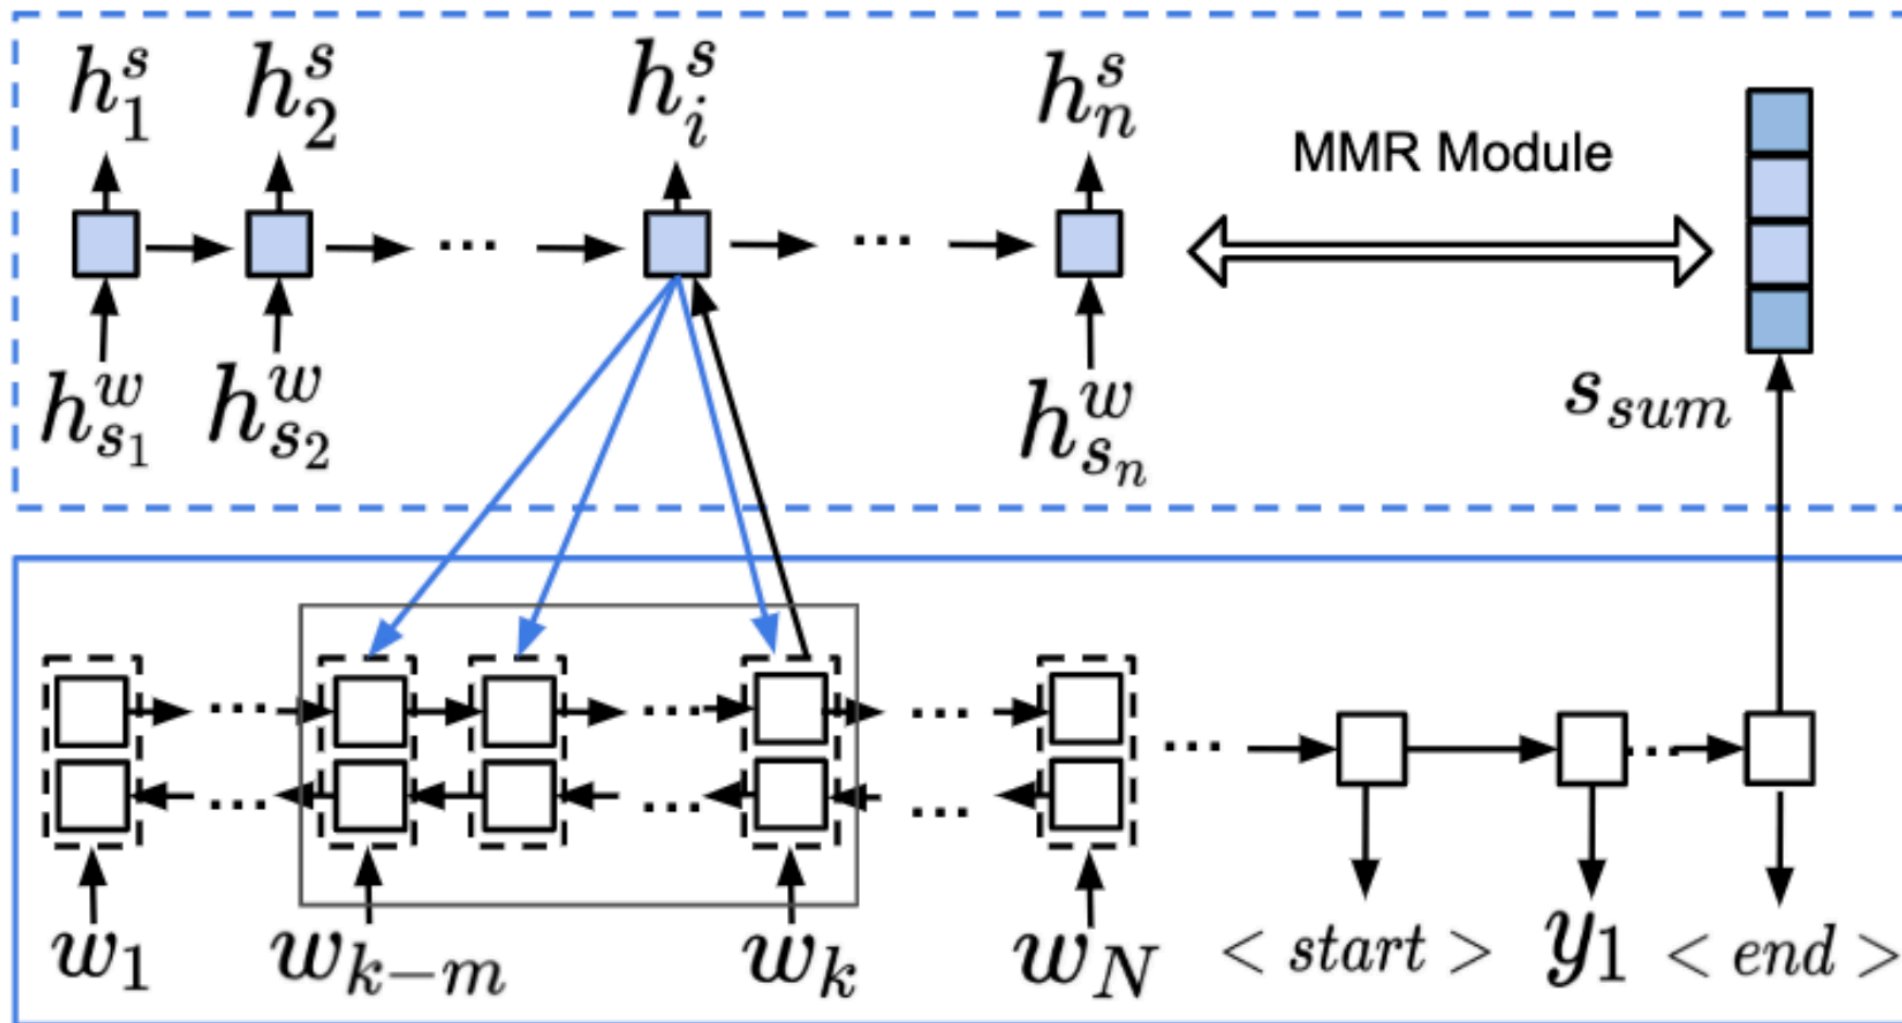 h_1^s h_2^s h_i^s h_n^s
MMR Module
... ...
h_{s_1}^w h_{s_2}^w h_{s_n}^w s_{sum}
... ... ... ... ...
... ... ...
w_1 w_{k-m} w_k w_N < start > y_1 < end >